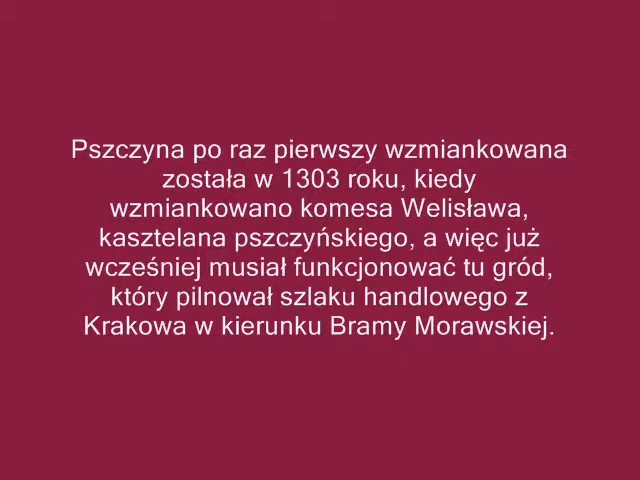 Pszczyna po raz pierwszy wzmiankowana
została w 1303 roku, kiedy
wzmiankowano komesa Welisława,
kasztelana pszczyńskiego, a więc już
wcześniej musiał funkcjonować tu gród,
który pilnował szlaku handlowego z
Krakowa w kierunku Bramy Morawskiej.